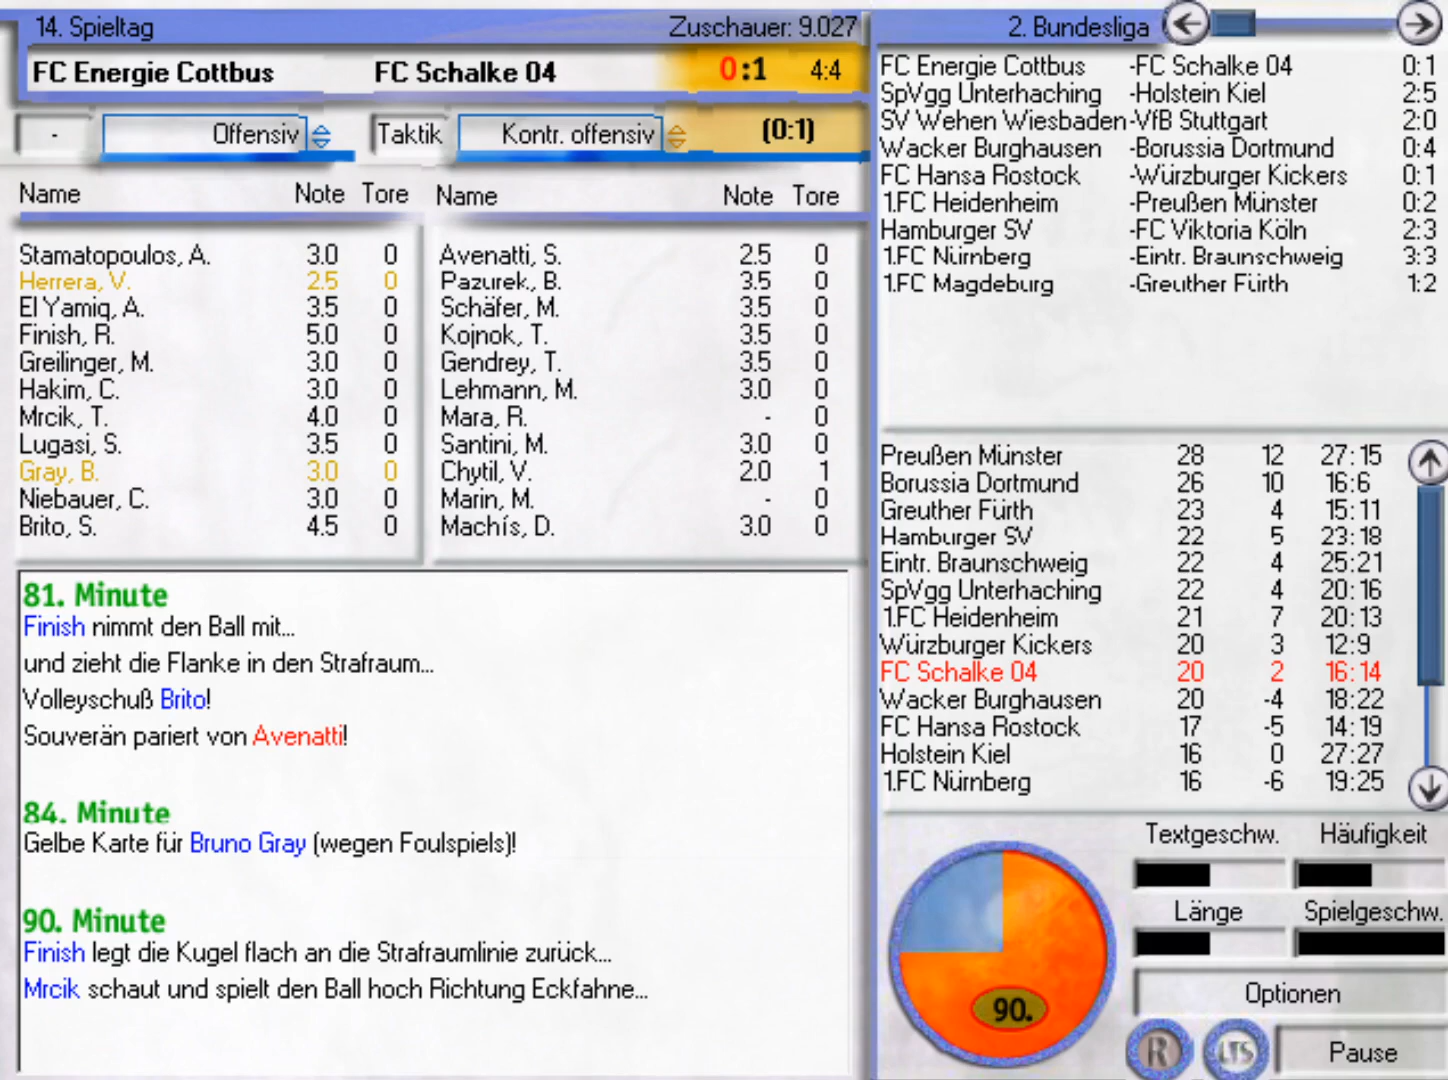 14. Spieltag Zuschauer: 9.027
FC Energie Cottbus FC Schalke 04 0:1 4:4
- Offensiv Taktik Kontr. offensiv (0:1)
Name Note Tore Name Note Tore
Stamatopoulos, A. 3.0 0 Avenatti, S. 2.5 0
Herrera, V. 2.5 0 Pazurek, B. 3.5 0
El Yamiq, A. 3.5 0 Schäfer, M. 3.5 0
Finish, R. 5.0 0 Kojnok, T. 3.5 0
Greilinger, M. 3.0 0 Gendrey, T. 3.5 0
Hakim, C. 3.0 0 Lehmann, M. 3.0 0
Mrcik, T. 4.0 0 Mara, R. - 0
Lugasi, S. 3.5 0 Santini, M. 3.0 0
Gray, B. 3.0 0 Chytil, V. 2.0 1
Niebauer, C. 3.0 0 Marin, M. - 0
Brito, S. 4.5 0 Machís, D. 3.0 0
81. Minute
Finish nimmt den Ball mit...
und zieht die Flanke in den Strafraum...
Volleyschuß Brito!
Souverän pariert von Avenatti!
84. Minute
Gelbe Karte für Bruno Gray (wegen Foulspiels)!
90. Minute
Finish legt die Kugel flach an die Strafraumlinie zurück...
Mrcik schaut und spielt den Ball hoch Richtung Eckfahne...
2. Bundesliga
FC Energie Cottbus -FC Schalke 04 0:1
SpVgg Unterhaching -Holstein Kiel 2:5
SV Wehen Wiesbaden -VfB Stuttgart 2:0
Wacker Burghausen -Borussia Dortmund 0:4
FC Hansa Rostock -Würzburger Kickers 0:1
1.FC Heidenheim -Preußen Münster 0:2
Hamburger SV -FC Viktoria Köln 2:3
1.FC Nürnberg -Eintr. Braunschweig 3:3
1.FC Magdeburg -Greuther Fürth 1:2
Preußen Münster 28 12 27:15
Borussia Dortmund 26 10 16:6
Greuther Fürth 23 4 15:11
Hamburger SV 22 5 23:18
Eintr. Braunschweig 22 4 25:21
SpVgg Unterhaching 22 4 20:16
1.FC Heidenheim 21 7 20:13
Würzburger Kickers 20 3 12:9
FC Schalke 04 20 2 16:14
Wacker Burghausen 20 -4 18:22
FC Hansa Rostock 17 -5 14:19
Holstein Kiel 16 0 27:27
1.FC Nürnberg 16 -6 19:25
Textgeschw. Häufigkeit
Länge Spielgeschw.
90.
Optionen
R LTS Pause